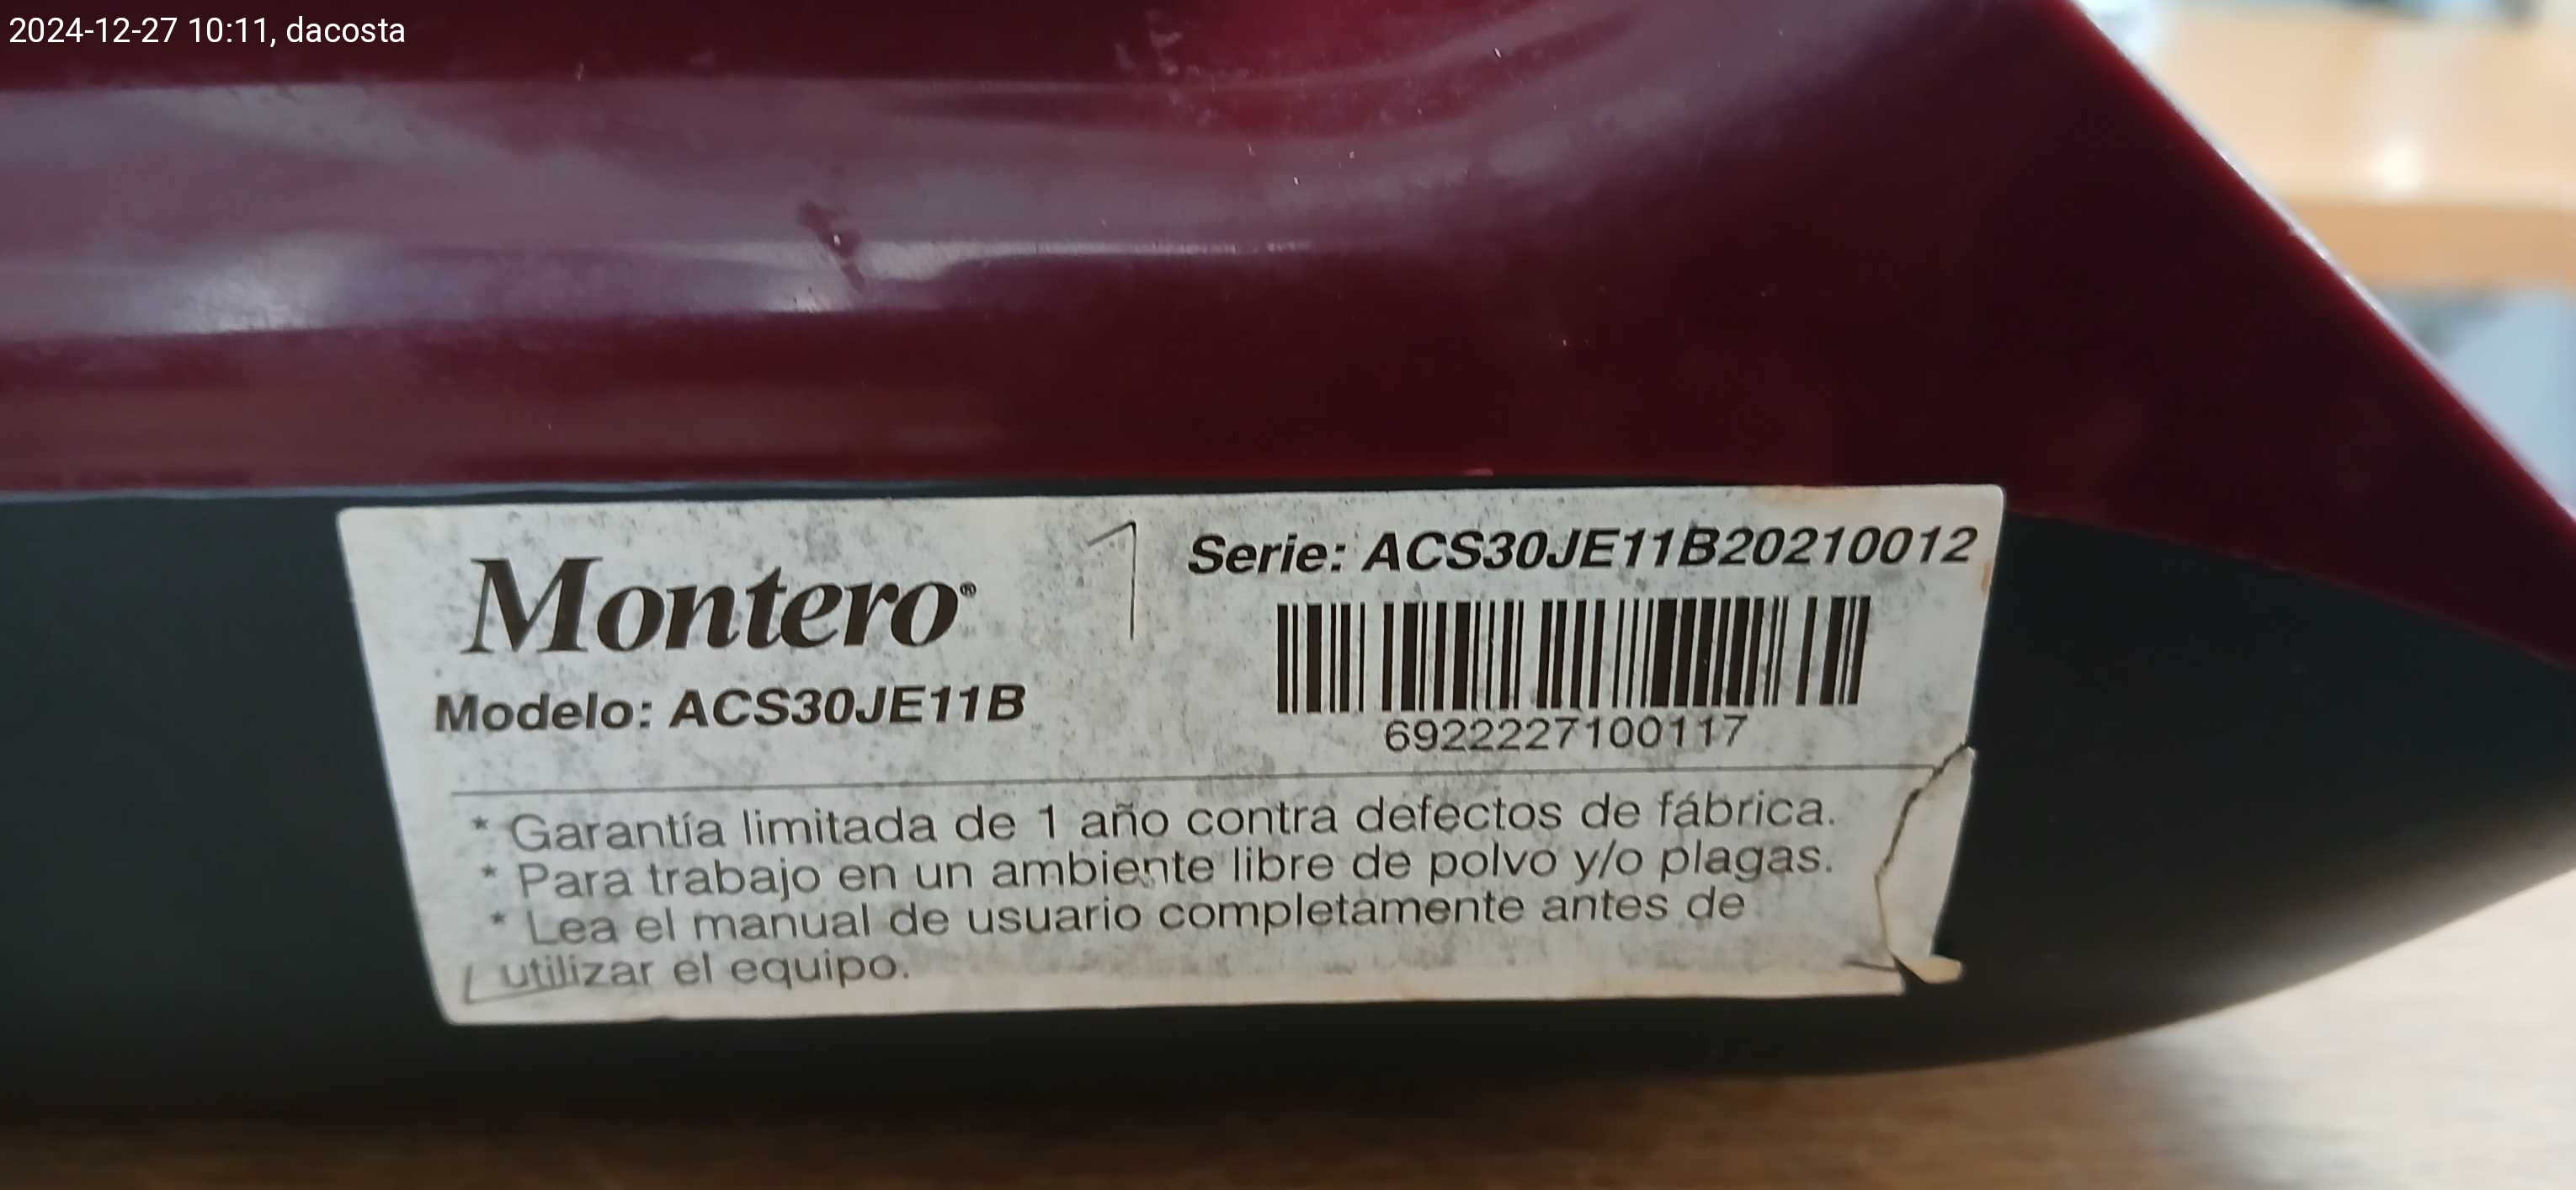 2024-12-27 10:11, dacosta
Montero®
Modelo: ACS30JE11B
1
Serie: ACS30JE11B20210012
6922227100117
* Garantía limitada de 1 año contra defectos de fábrica.
* Para trabajo en un ambiente libre de polvo y/o plagas.
* Lea el manual de usuario completamente antes de
utilizar el equipo.